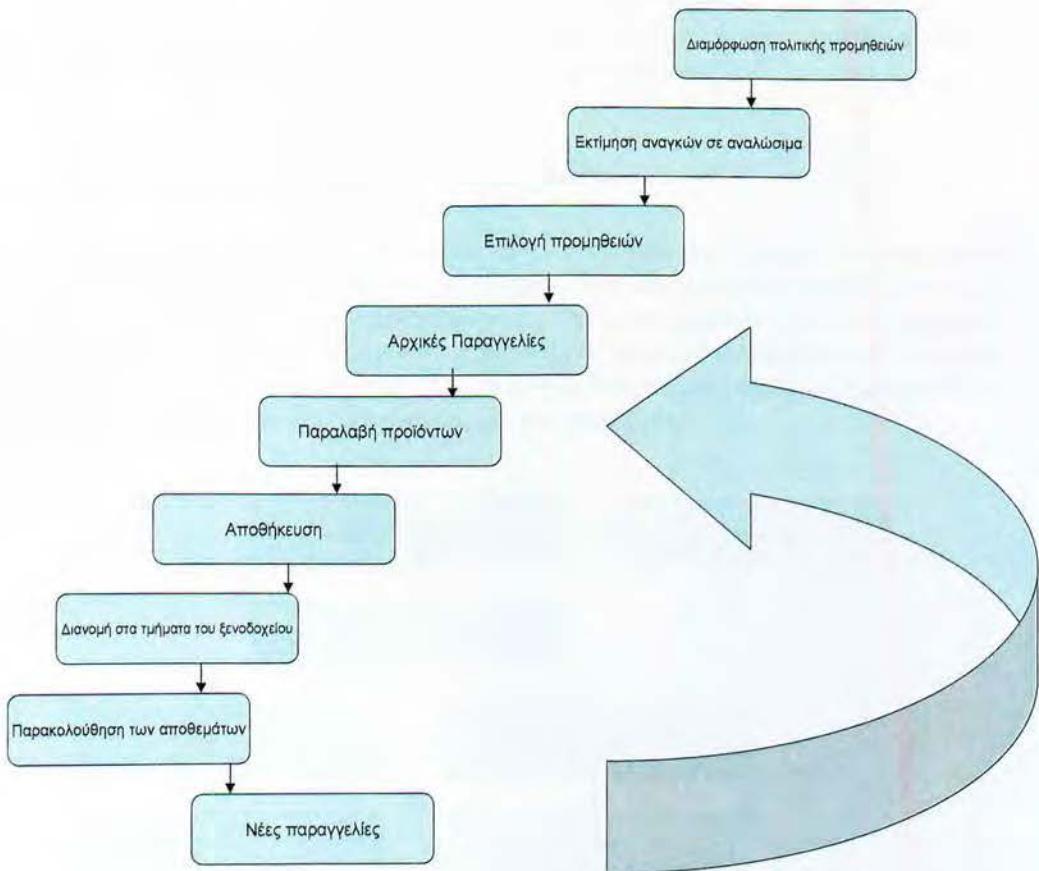 Διαμόρφωση πολιτικής προμηθειών
Εκτίμηση αναγκών σε αναλώσιμα
Επιλογή προμηθειών
Αρχικές Παραγγελίες
Παραλαβή προϊόντων
Αποθήκευση
Διανομή στα τμήματα του ξενοδοχείου
Παρακολούθηση των αποθεμάτων
Νέες παραγγελίες